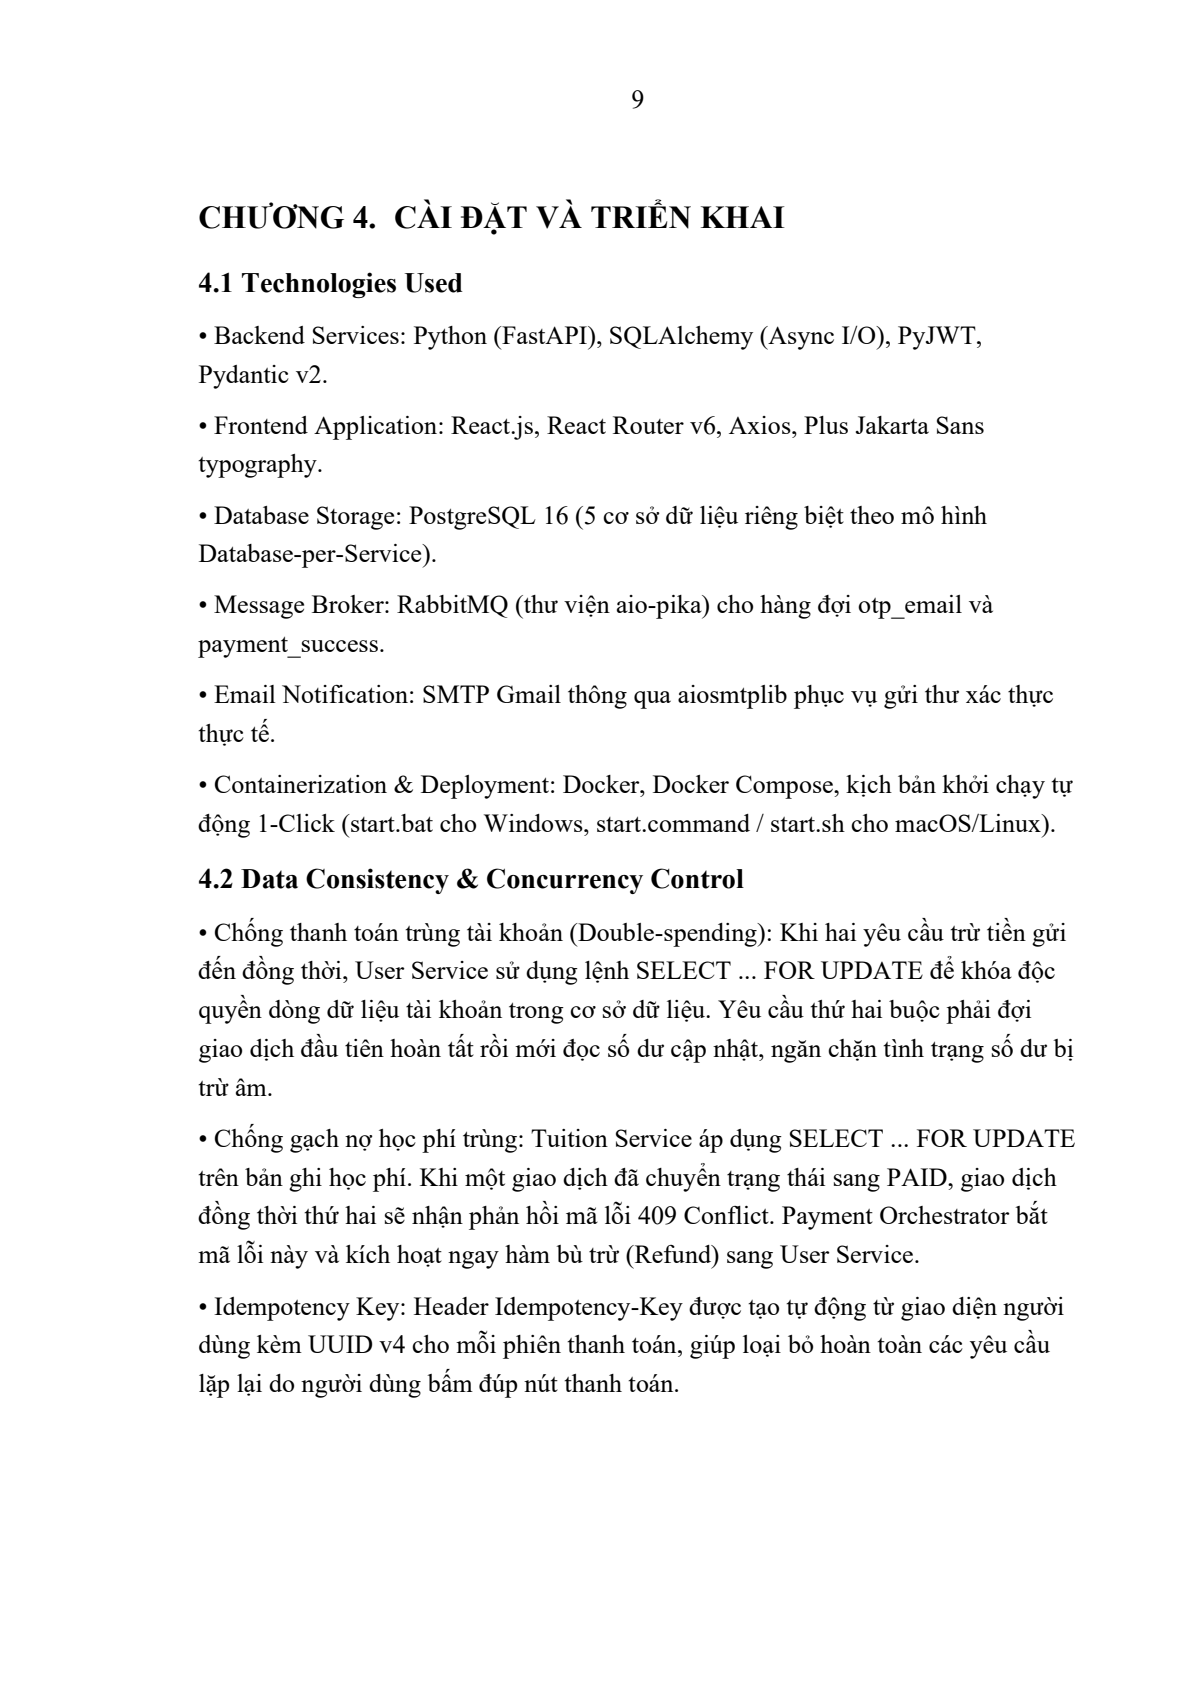 9
CHƯƠNG 4. CÀI ĐẶT VÀ TRIỂN KHAI
4.1 Technologies Used
• Backend Services: Python (FastAPI), SQLAlchemy (Async I/O), PyJWT,
Pydantic v2.
• Frontend Application: React.js, React Router v6, Axios, Plus Jakarta Sans
typography.
• Database Storage: PostgreSQL 16 (5 cơ sở dữ liệu riêng biệt theo mô hình
Database-per-Service).
• Message Broker: RabbitMQ (thư viện aio-pika) cho hàng đợi otp_email và
payment_success.
• Email Notification: SMTP Gmail thông qua aiosmtplib phục vụ gửi thư xác thực
thực tế.
• Containerization & Deployment: Docker, Docker Compose, kịch bản khởi chạy tự
động 1-Click (start.bat cho Windows, start.command / start.sh cho macOS/Linux).
4.2 Data Consistency & Concurrency Control
• Chống thanh toán trùng tài khoản (Double-spending): Khi hai yêu cầu trừ tiền gửi
đến đồng thời, User Service sử dụng lệnh SELECT ... FOR UPDATE để khóa độc
quyền dòng dữ liệu tài khoản trong cơ sở dữ liệu. Yêu cầu thứ hai buộc phải đợi
giao dịch đầu tiên hoàn tất rồi mới đọc số dư cập nhật, ngăn chặn tình trạng số dư bị
trừ âm.
• Chống gạch nợ học phí trùng: Tuition Service áp dụng SELECT ... FOR UPDATE
trên bản ghi học phí. Khi một giao dịch đã chuyển trạng thái sang PAID, giao dịch
đồng thời thứ hai sẽ nhận phản hồi mã lỗi 409 Conflict. Payment Orchestrator bắt
mã lỗi này và kích hoạt ngay hàm bù trừ (Refund) sang User Service.
• Idempotency Key: Header Idempotency-Key được tạo tự động từ giao diện người
dùng kèm UUID v4 cho mỗi phiên thanh toán, giúp loại bỏ hoàn toàn các yêu cầu
lặp lại do người dùng bấm đúp nút thanh toán.